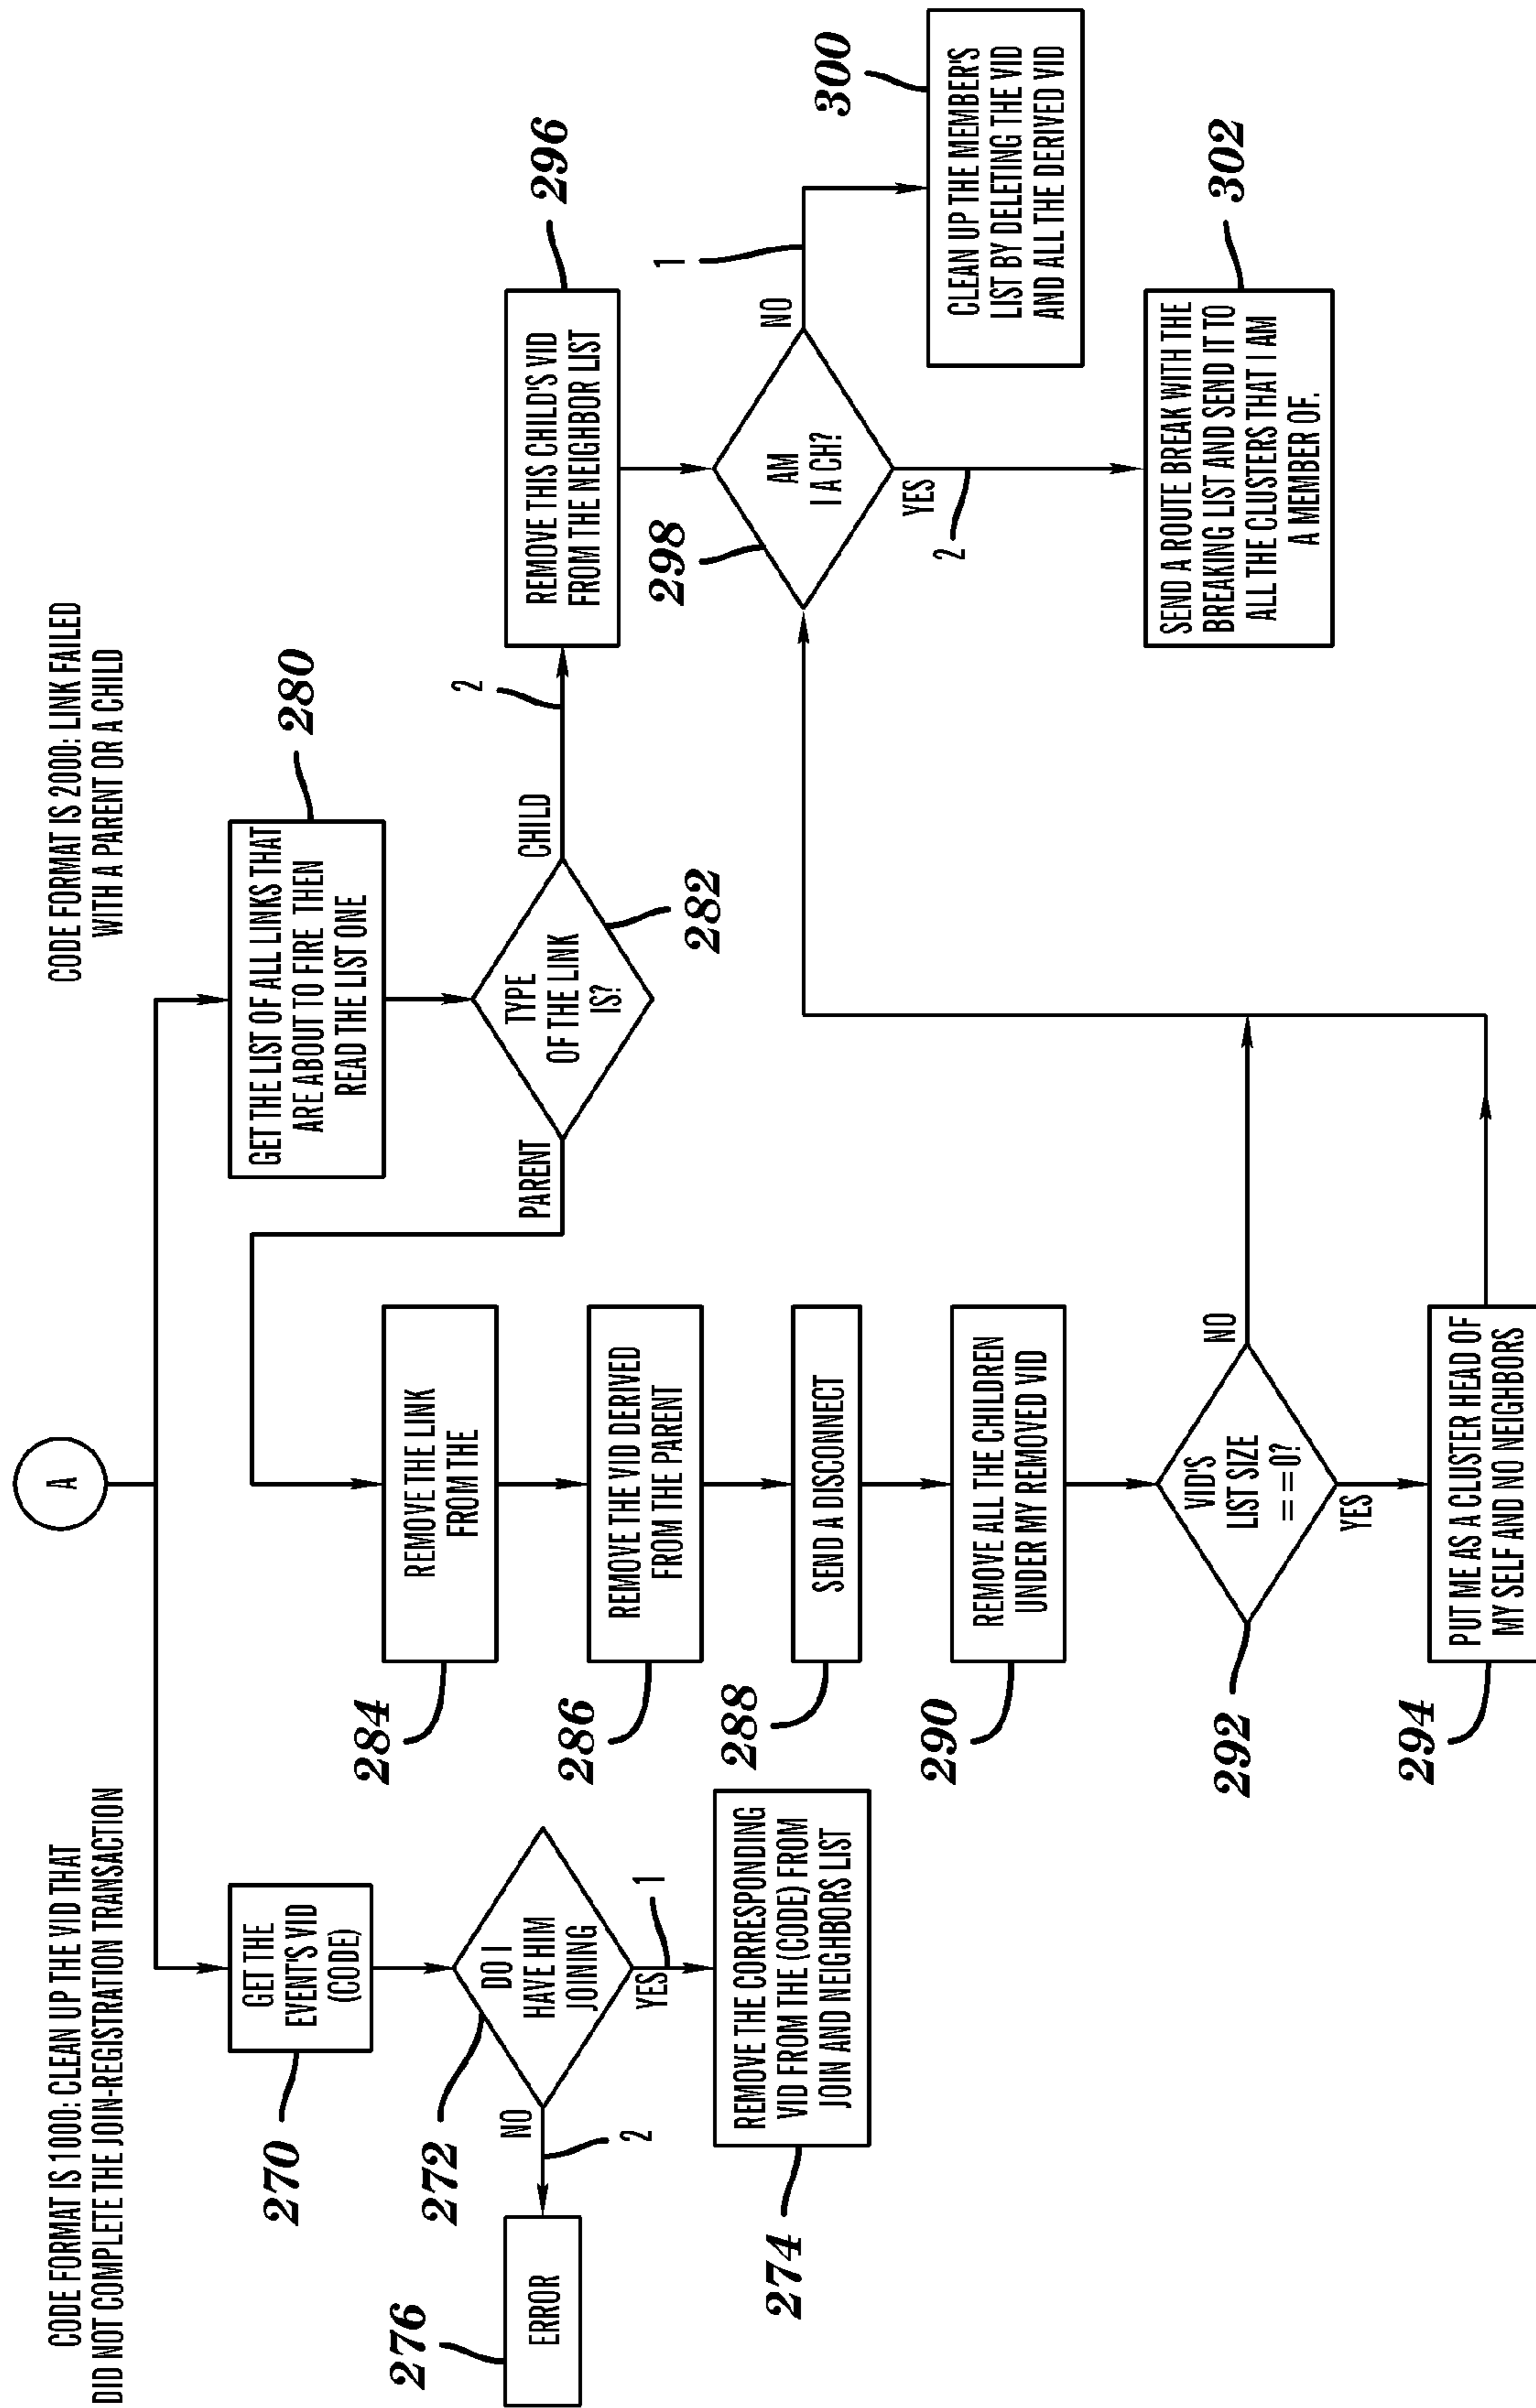 A
CODE FORMAT IS 1000: CLEAN UP THE VID THAT
DID NOT COMPLETE THE JOIN-REGISTRATION TRANSACTION
270
GET THE
EVENT'S VID
(CODE)
272
DO I
HAVE HIM
JOINING
NO
2
276
ERROR
YES
1
274
REMOVE THE CORRESPONDING
VID FROM THE (CODE) FROM
JOIN AND NEIGHBORS LIST
CODE FORMAT IS 2000: LINK FAILED
WITH A PARENT OR A CHILD
280
GET THE LIST OF ALL LINKS THAT
ARE ABOUT TO FIRE THEN
READ THE LIST ONE
282
TYPE
OF THE LINK
IS?
PARENT
CHILD
2
284
REMOVE THE LINK
FROM THE
286
REMOVE THE VID DERIVED
FROM THE PARENT
288
SEND A DISCONNECT
290
REMOVE ALL THE CHILDREN
UNDER MY REMOVED VID
292
VID'S
LIST SIZE
= = 0?
NO
YES
294
PUT ME AS A CLUSTER HEAD OF
MY SELF AND NO NEIGHBORS
296
REMOVE THIS CHILD'S VID
FROM THE NEIGHBOR LIST
298
AM
I A CH?
NO
1
YES
2
300
CLEAN UP THE MEMBER'S
LIST BY DELETING THE VID
AND ALL THE DERIVED VID
302
SEND A ROUTE BREAK WITH THE
BREAKING LIST AND SEND IT TO
ALL THE CLUSTERS THAT I AM
A MEMBER OF.